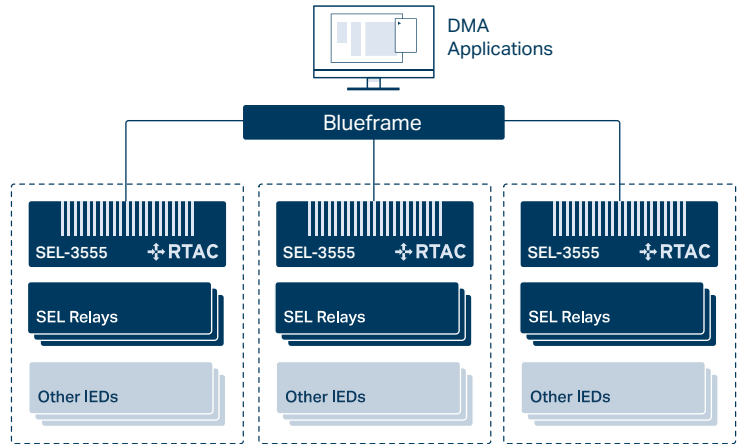 DMA
Applications
Blueframe
SEL-3555 RTAC
SEL Relays
Other IEDs
SEL-3555 RTAC
SEL Relays
Other IEDs
SEL-3555 RTAC
SEL Relays
Other IEDs